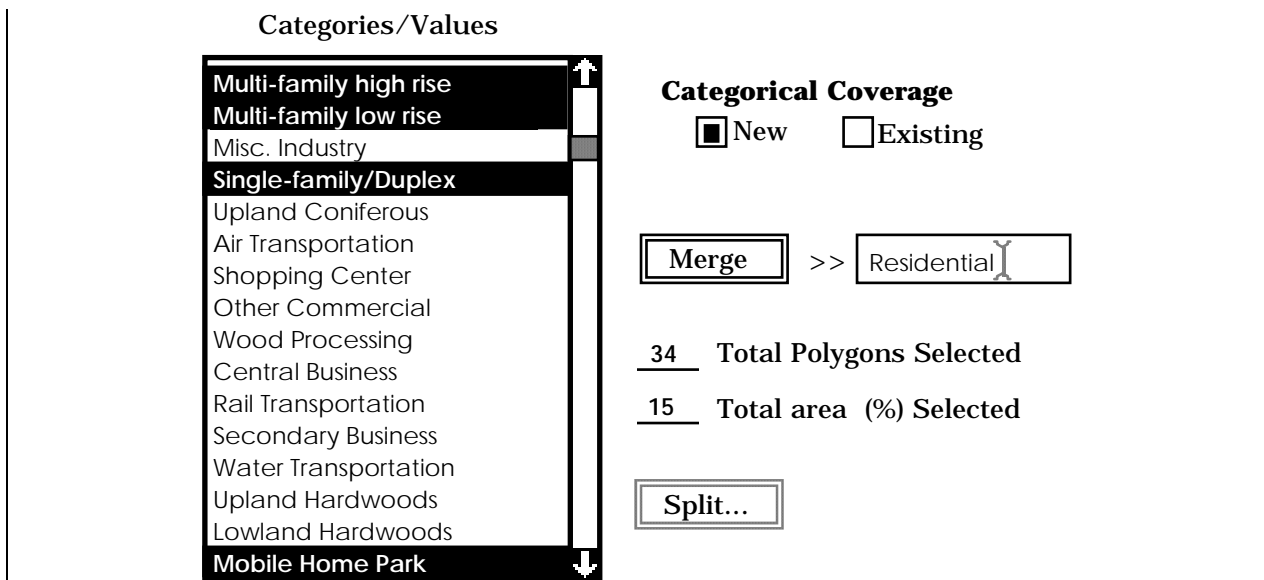 Categories/Values
Multi-family high rise
Multi-family low rise
Misc. Industry
Single-family/Duplex
Upland Coniferous
Air Transportation
Shopping Center
Other Commercial
Wood Processing
Central Business
Rail Transportation
Secondary Business
Water Transportation
Upland Hardwoods
Lowland Hardwoods
Mobile Home Park
Categorical Coverage
New Existing
Merge >> Residential
34 Total Polygons Selected
15 Total area (%) Selected
Split...